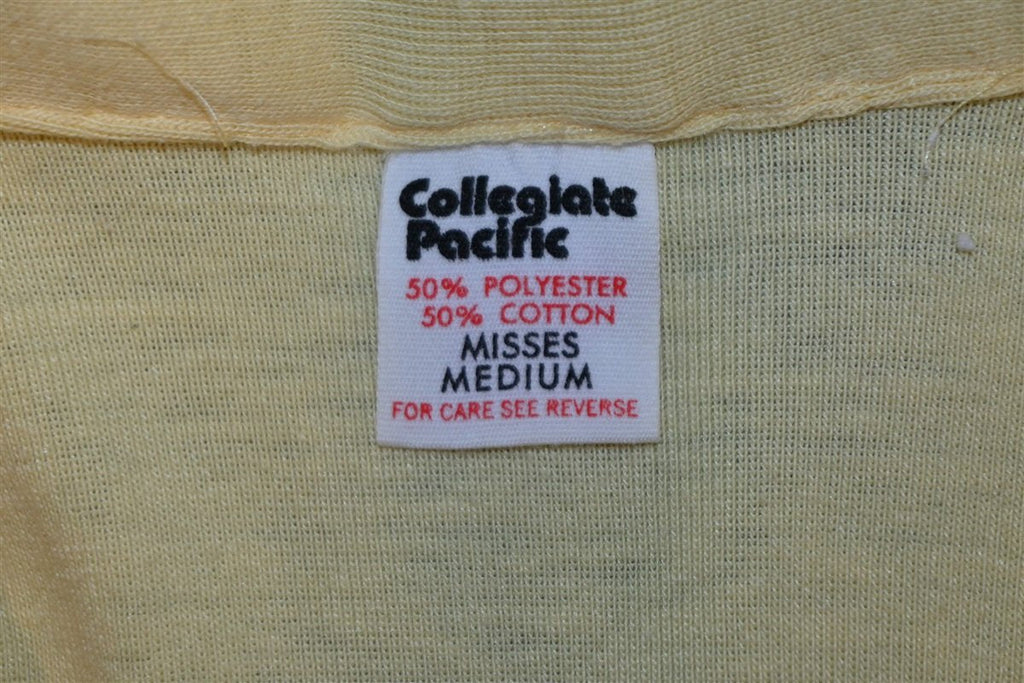 Collegiate
Pacific
50% POLYESTER
50% COTTON
MISSES
MEDIUM
FOR CARE SEE REVERSE